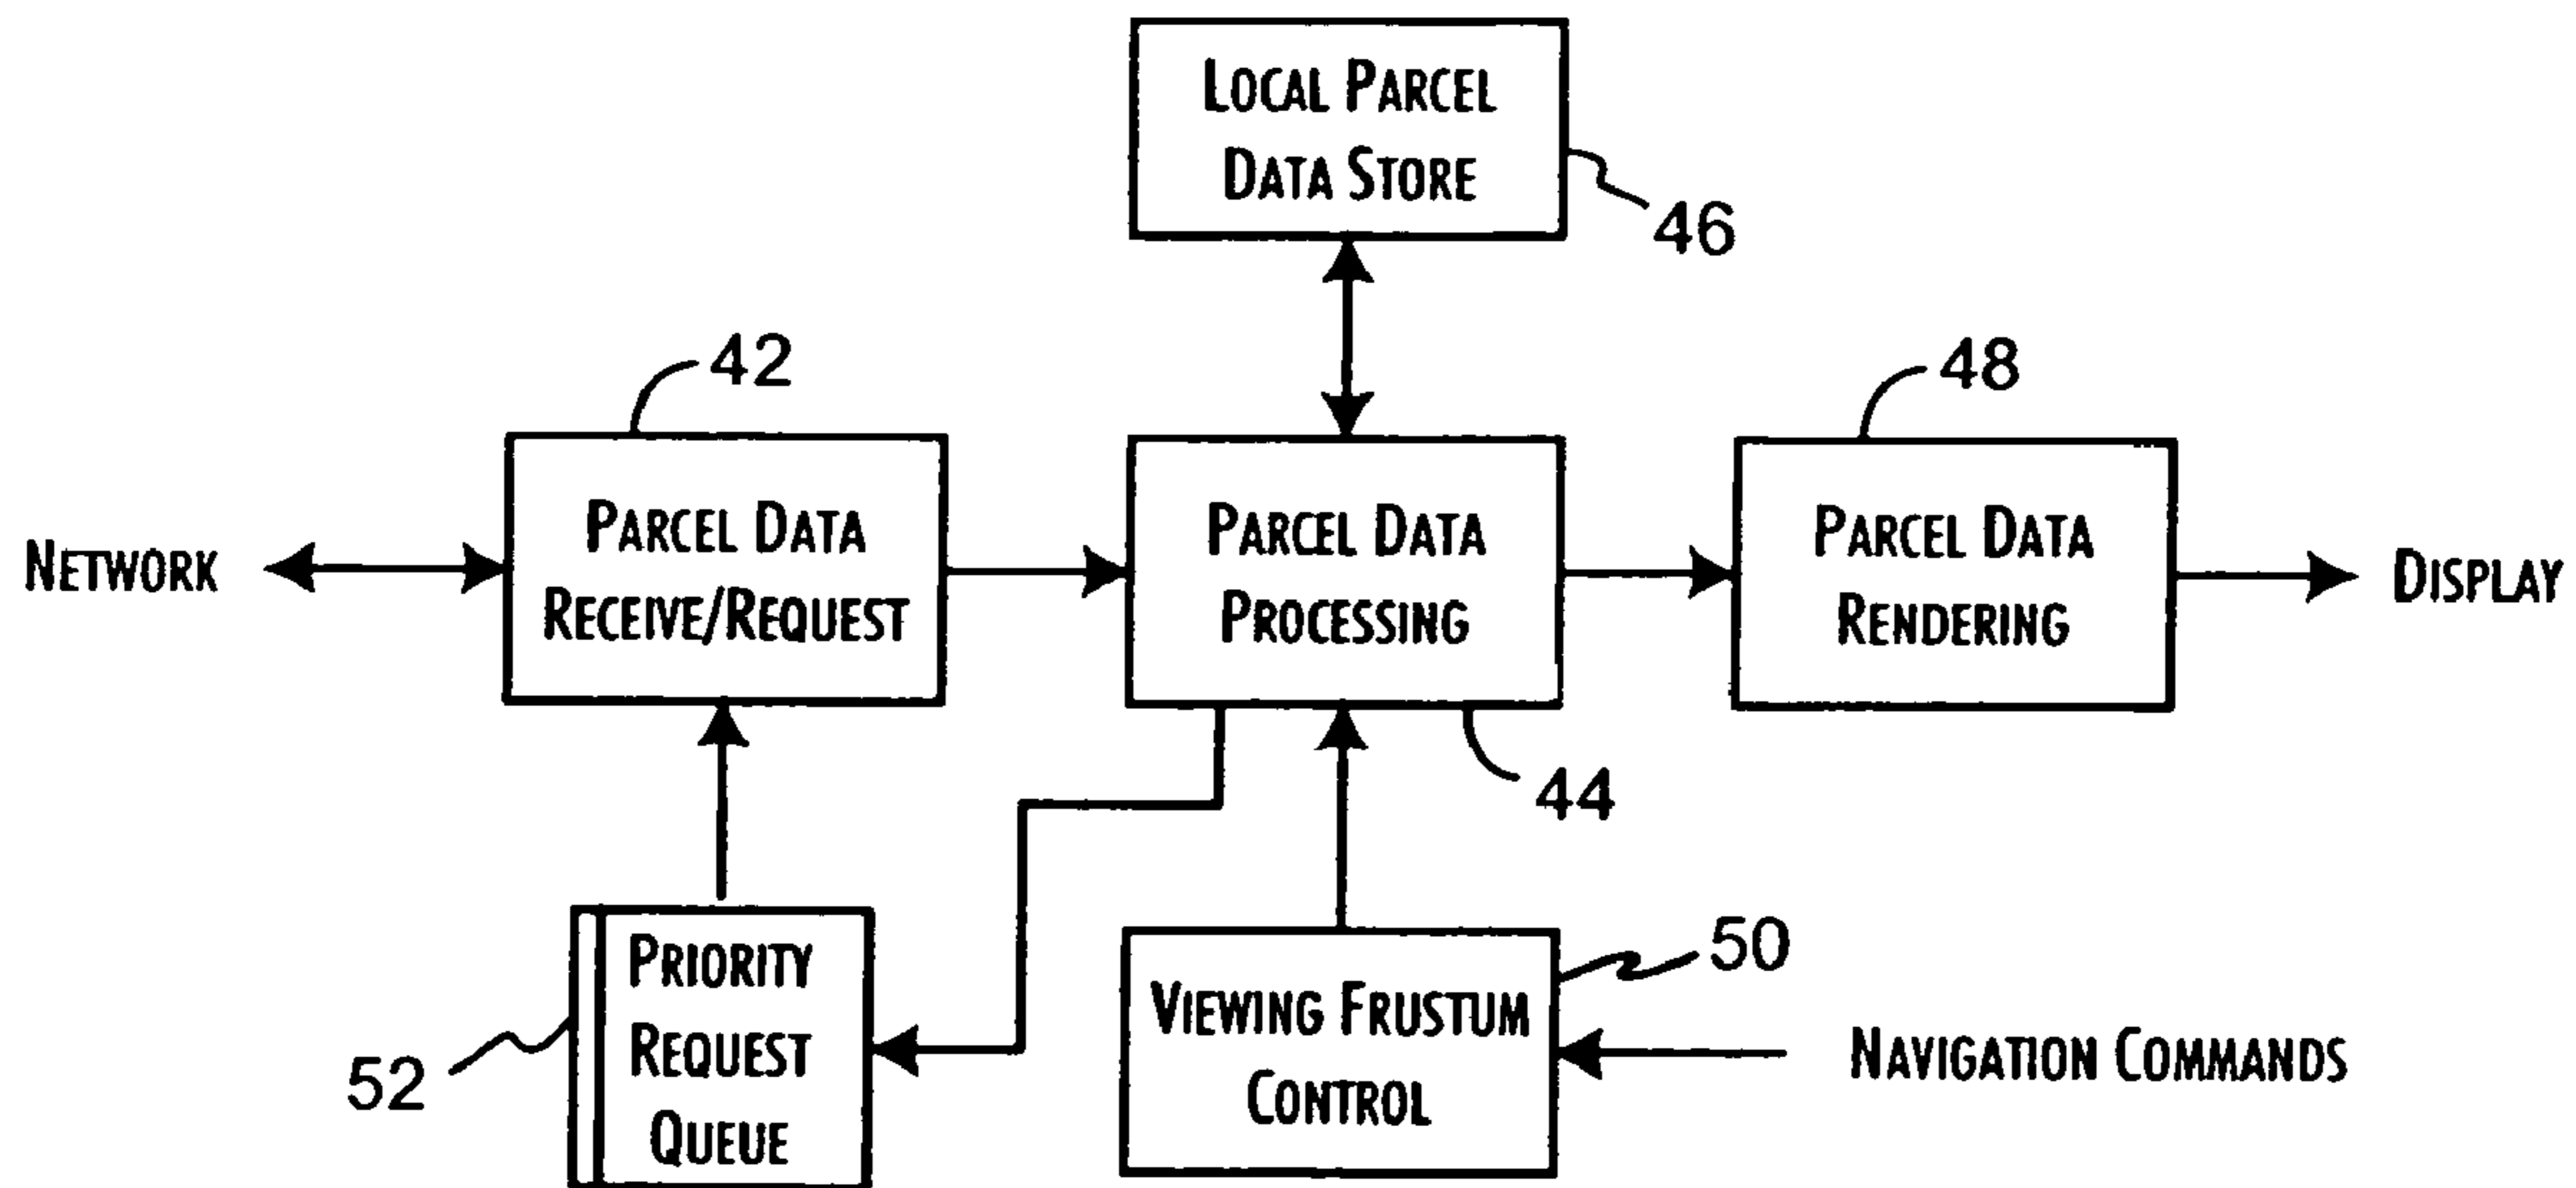 LOCAL PARCEL
DATA STORE
46
42
48
NETWORK
PARCEL DATA
RECEIVE/REQUEST
PARCEL DATA
PROCESSING
PARCEL DATA
RENDERING
DISPLAY
44
52
PRIORITY
REQUEST
QUEUE
VIEWING FRUSTUM
CONTROL
50
NAVIGATION COMMANDS